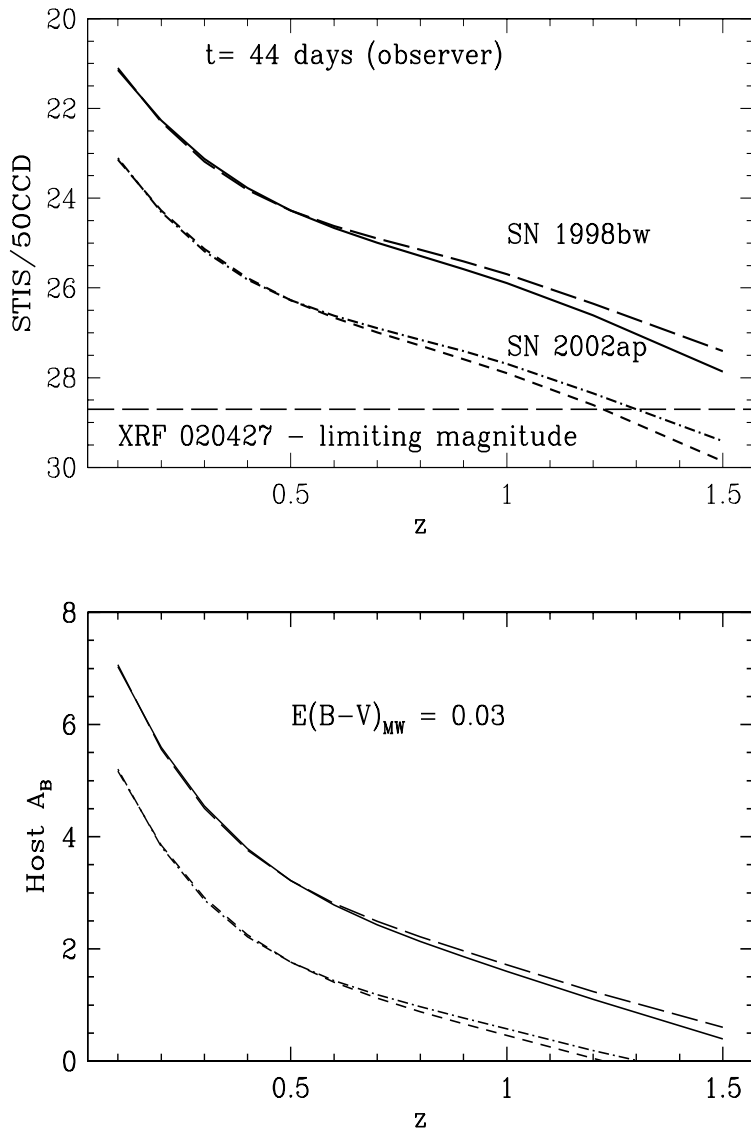 20
t= 44 days (observer)
22
24
SN 1998bw
26
SN 2002ap
28
XRF 020427 – limiting magnitude
30
STIS/50CCD
0.5
1
1.5
z
8
E(B−V)MW = 0.03
6
4
2
0
Host AB
0.5
1
1.5
z